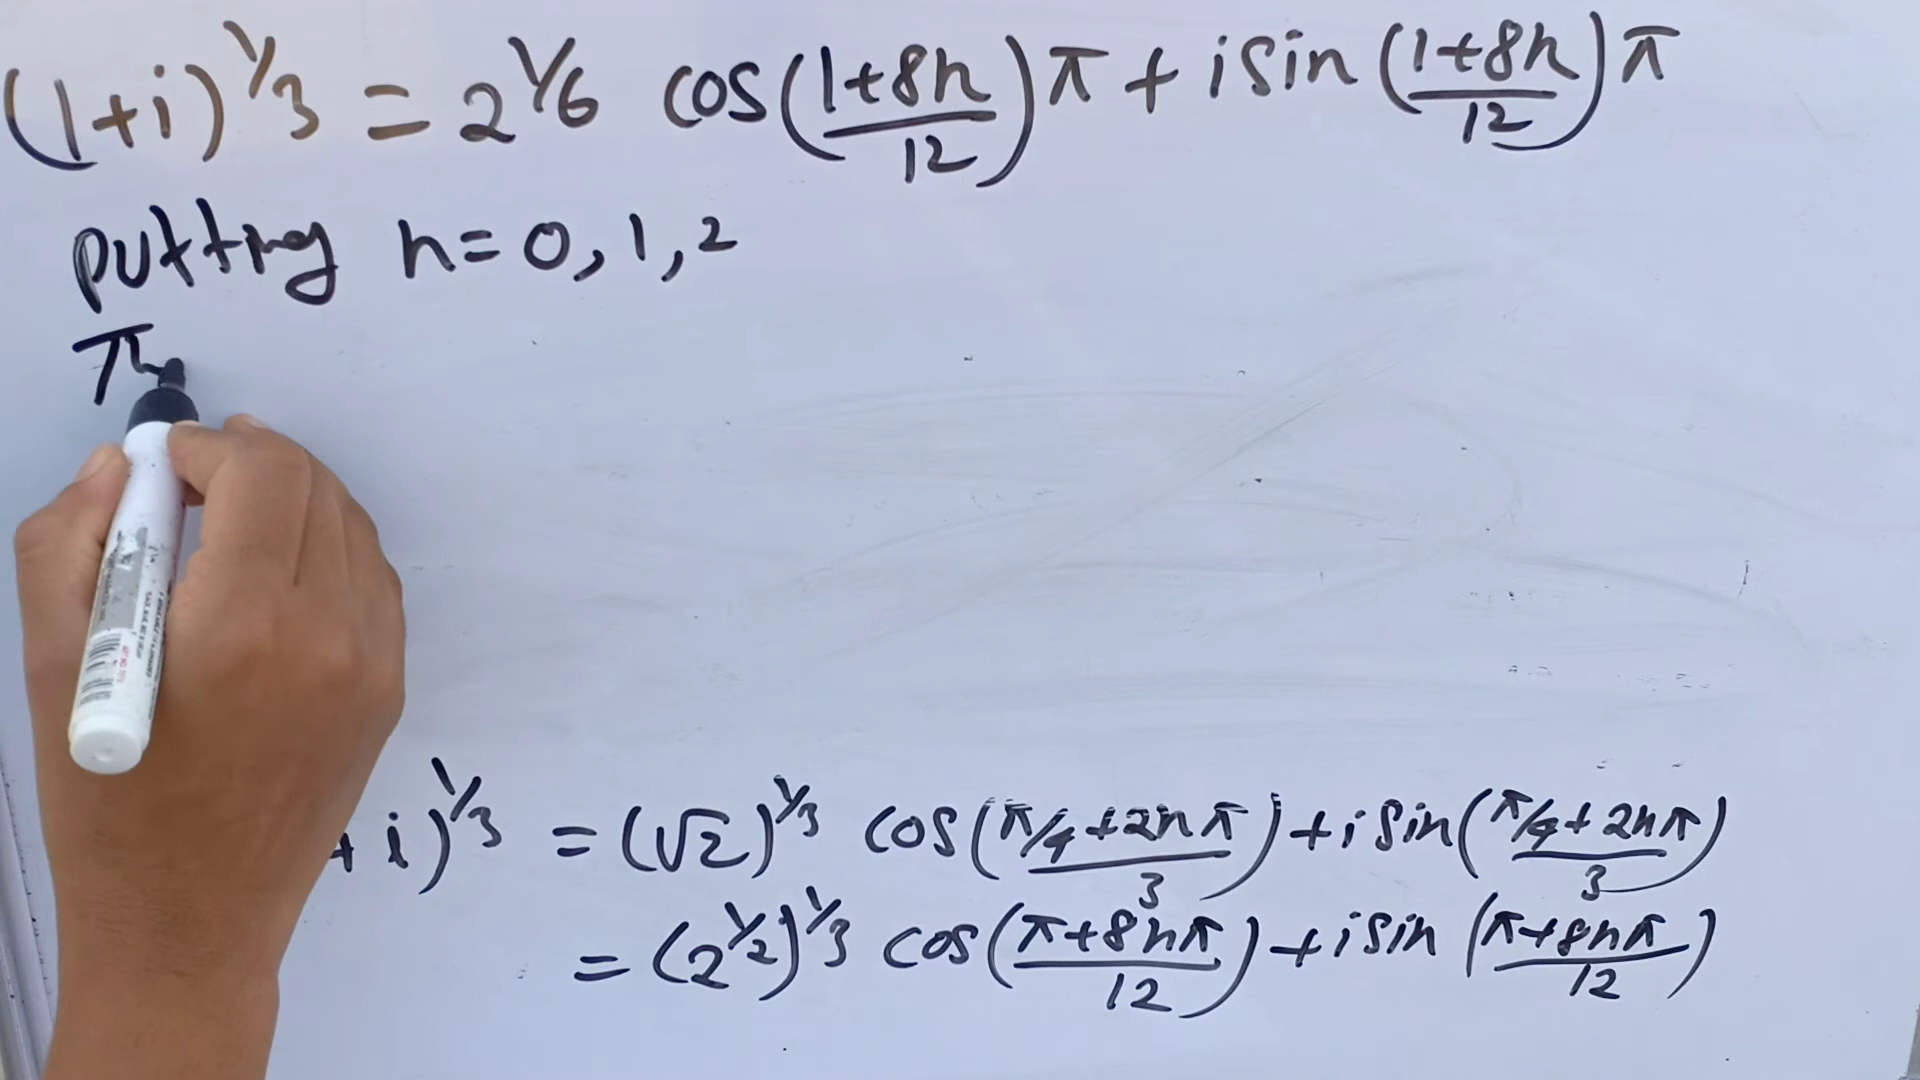 (1+i)^1/3 = 2^1/6 cos((1+8n)/12)π + i sin((1+8n)/12)π
putting n=0,1,2
π
+ i)^1/3 = (√2)^1/3 cos((π/4+2nπ)/3) + i sin((π/4+2nπ)/3)
= (2^1/2)^1/3 cos((π+8nπ)/12) + i sin((π+8nπ)/12)